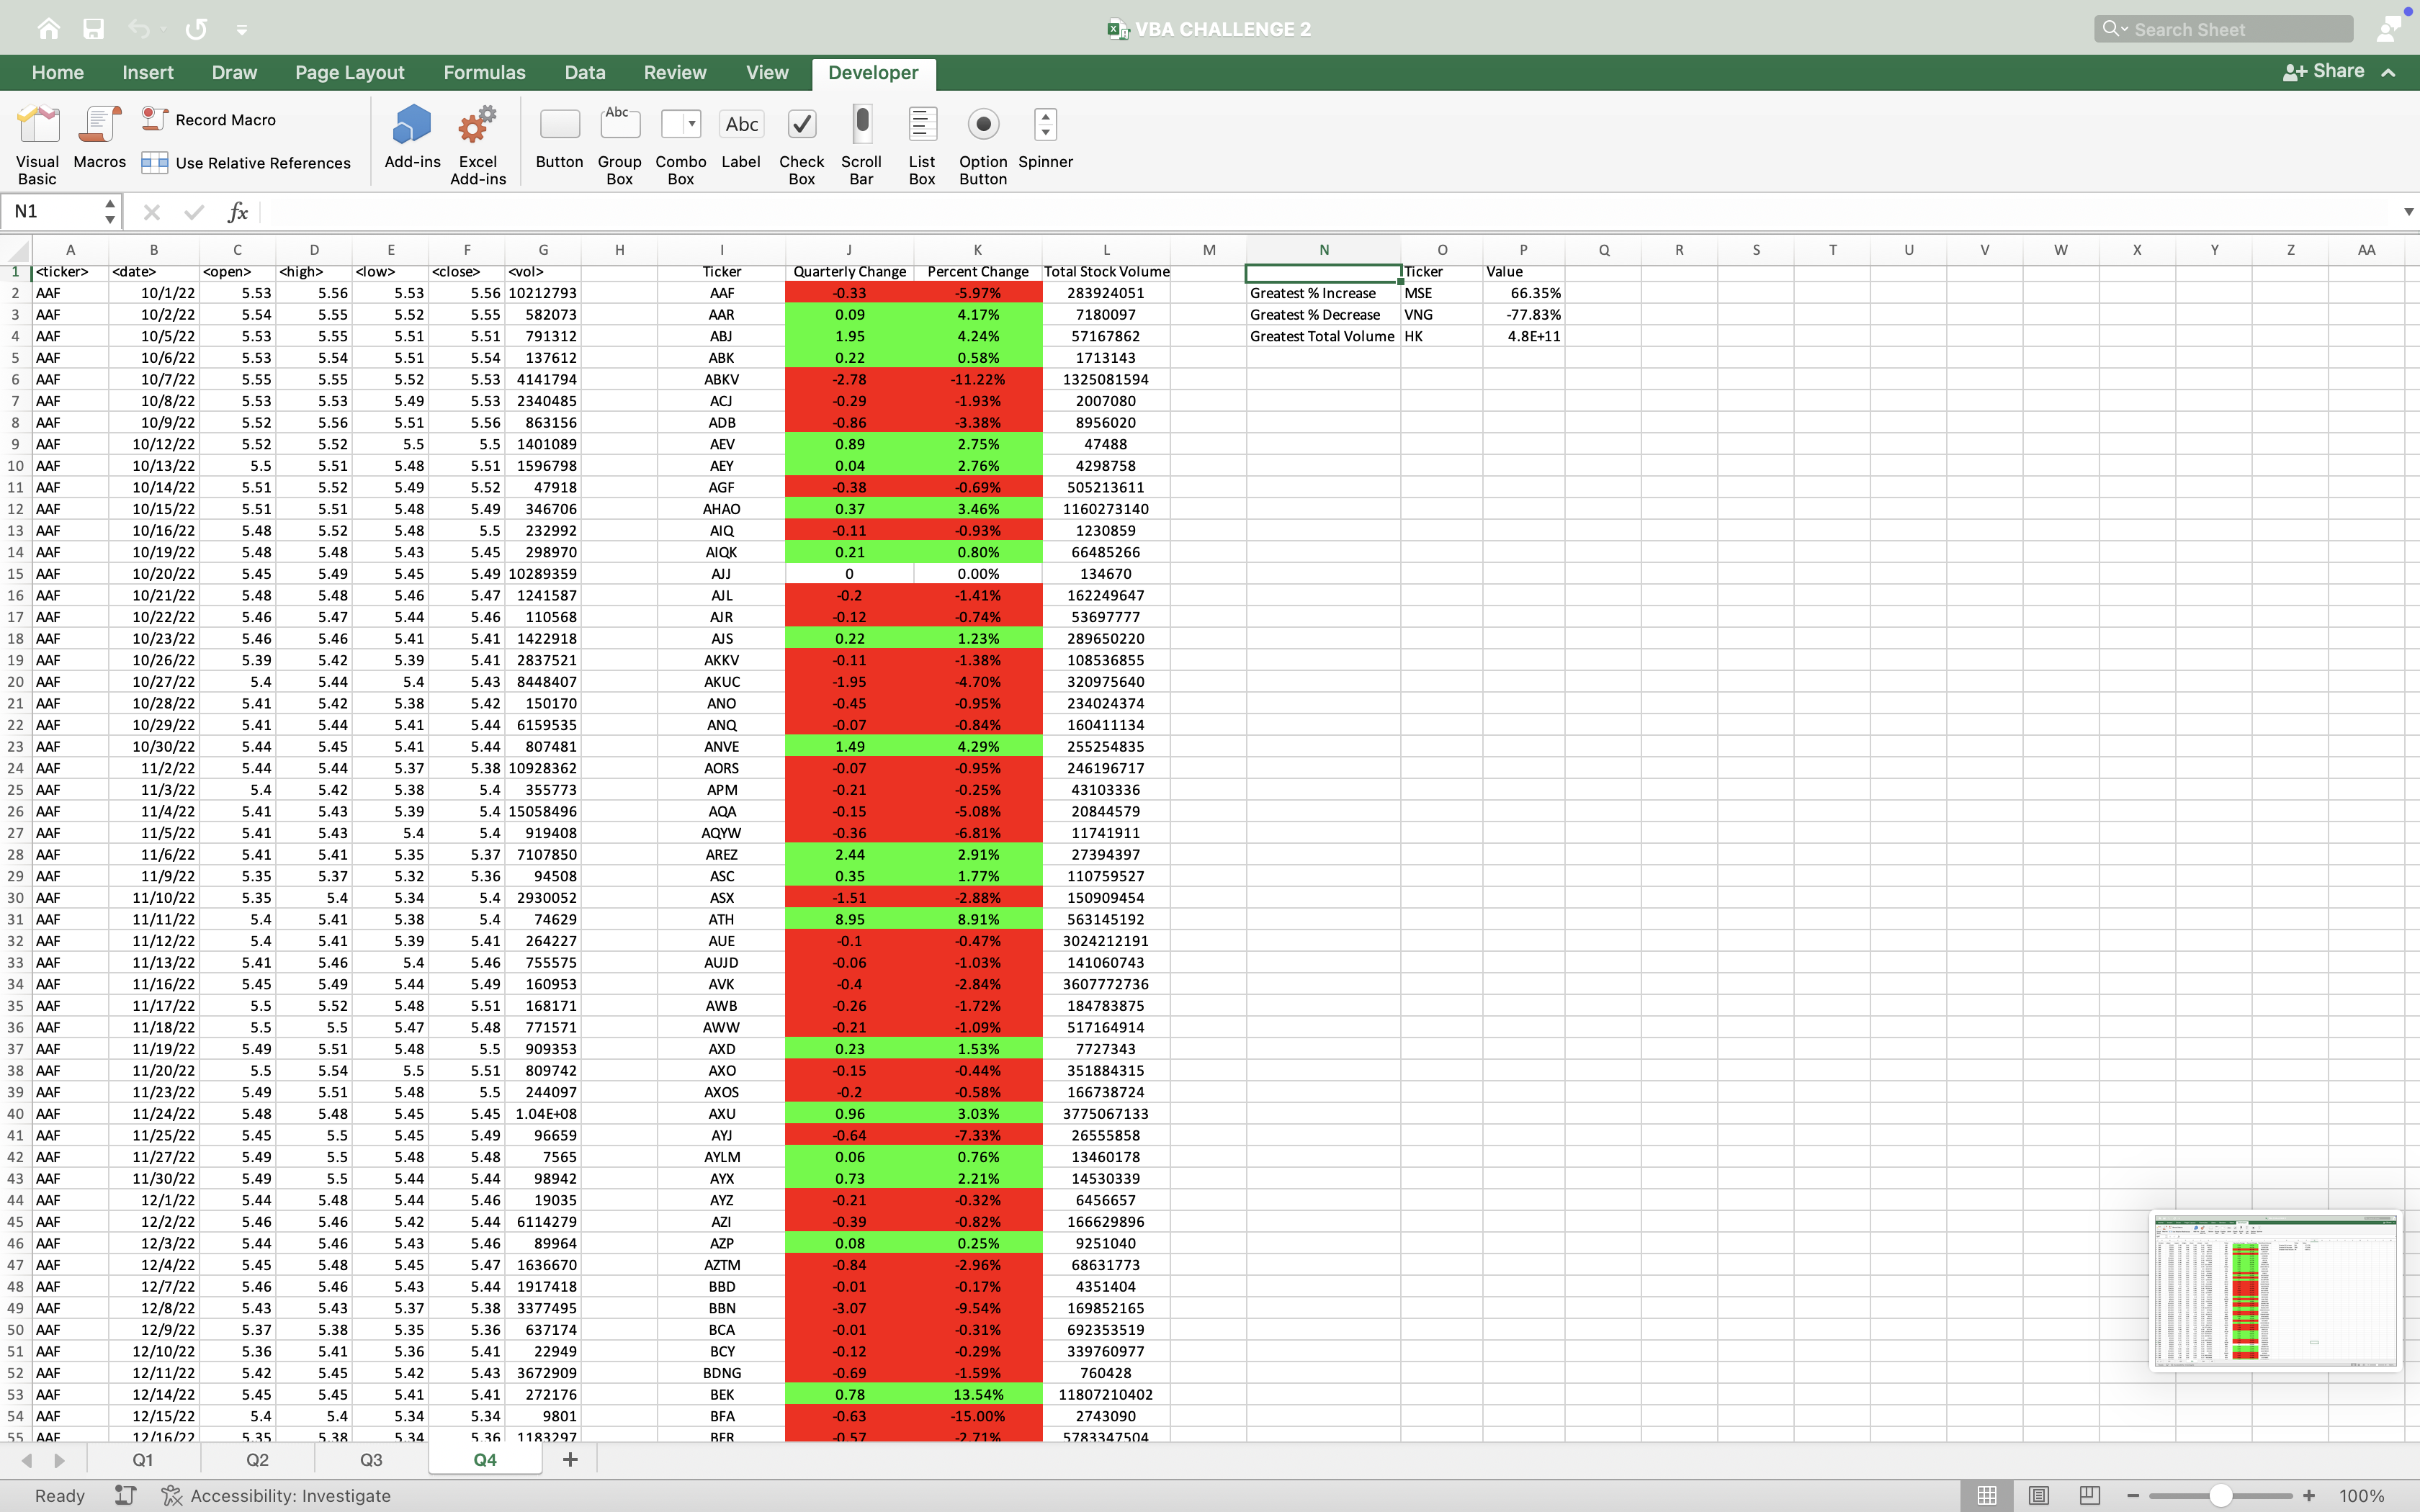 VBA CHALLENGE 2
Search Sheet
Home Insert Draw Page Layout Formulas Data Review View Developer Share
Visual Basic Macros Record Macro Use Relative References Add-ins Excel Add-ins Button Group Box Combo Box Label Check Box Scroll Bar List Box Option Button Spinner
Abc Abc
N1 fx
A B C D E F G H I J K L M N O P Q R S T U V W X Y Z AA
1 <ticker> <date> <open> <high> <low> <close> <vol> Ticker Quarterly Change Percent Change Total Stock Volume Ticker Value
2 AAF 10/1/22 5.53 5.56 5.53 5.56 10212793 AAF -0.33 -5.97% 283924051 Greatest % Increase MSE 66.35%
3 AAF 10/2/22 5.54 5.55 5.52 5.55 582073 AAR 0.09 4.17% 7180097 Greatest % Decrease VNG -77.83%
4 AAF 10/5/22 5.53 5.55 5.51 5.51 791312 ABJ 1.95 4.24% 57167862 Greatest Total Volume HK 4.8E+11
5 AAF 10/6/22 5.53 5.54 5.51 5.54 137612 ABK 0.22 0.58% 1713143
6 AAF 10/7/22 5.55 5.55 5.52 5.53 4141794 ABKV -2.78 -11.22% 1325081594
7 AAF 10/8/22 5.53 5.53 5.49 5.53 2340485 ACJ -0.29 -1.93% 2007080
8 AAF 10/9/22 5.52 5.56 5.51 5.56 863156 ADB -0.86 -3.38% 8956020
9 AAF 10/12/22 5.52 5.52 5.5 5.5 1401089 AEV 0.89 2.75% 47488
10 AAF 10/13/22 5.5 5.51 5.48 5.51 1596798 AEY 0.04 2.76% 4298758
11 AAF 10/14/22 5.51 5.52 5.49 5.52 47918 AGF -0.38 -0.69% 505213611
12 AAF 10/15/22 5.51 5.51 5.48 5.49 346706 AHAO 0.37 3.46% 1160273140
13 AAF 10/16/22 5.48 5.52 5.48 5.5 232992 AIQ -0.11 -0.93% 1230859
14 AAF 10/19/22 5.48 5.48 5.43 5.45 298970 AIQK 0.21 0.80% 66485266
15 AAF 10/20/22 5.45 5.49 5.45 5.49 10289359 AJJ 0 0.00% 134670
16 AAF 10/21/22 5.48 5.48 5.46 5.47 1241587 AJL -0.2 -1.41% 162249647
17 AAF 10/22/22 5.46 5.47 5.44 5.46 110568 AJR -0.12 -0.74% 53697777
18 AAF 10/23/22 5.46 5.46 5.41 5.41 1422918 AJS 0.22 1.23% 289650220
19 AAF 10/26/22 5.39 5.42 5.39 5.41 2837521 AKKV -0.11 -1.38% 108536855
20 AAF 10/27/22 5.4 5.44 5.4 5.43 8448407 AKUC -1.95 -4.70% 320975640
21 AAF 10/28/22 5.41 5.42 5.38 5.42 150170 ANO -0.45 -0.95% 234024374
22 AAF 10/29/22 5.41 5.44 5.41 5.44 6159535 ANQ -0.07 -0.84% 160411134
23 AAF 10/30/22 5.44 5.45 5.41 5.44 807481 ANVE 1.49 4.29% 255254835
24 AAF 11/2/22 5.44 5.44 5.37 5.38 10928362 AORS -0.07 -0.95% 246196717
25 AAF 11/3/22 5.4 5.42 5.38 5.4 355773 APM -0.21 -0.25% 43103336
26 AAF 11/4/22 5.41 5.43 5.39 5.4 15058496 AQA -0.15 -5.08% 20844579
27 AAF 11/5/22 5.41 5.43 5.4 5.4 919408 AQYW -0.36 -6.81% 11741911
28 AAF 11/6/22 5.41 5.41 5.35 5.37 7107850 AREZ 2.44 2.91% 27394397
29 AAF 11/9/22 5.35 5.37 5.32 5.36 94508 ASC 0.35 1.77% 110759527
30 AAF 11/10/22 5.35 5.4 5.34 5.4 2930052 ASX -1.51 -2.88% 150909454
31 AAF 11/11/22 5.4 5.41 5.38 5.4 74629 ATH 8.95 8.91% 563145192
32 AAF 11/12/22 5.4 5.41 5.39 5.41 264227 AUE -0.1 -0.47% 3024212191
33 AAF 11/13/22 5.41 5.46 5.4 5.46 755575 AUJD -0.06 -1.03% 141060743
34 AAF 11/16/22 5.45 5.49 5.44 5.49 160953 AVK -0.4 -2.84% 3607772736
35 AAF 11/17/22 5.5 5.52 5.48 5.51 168171 AWB -0.26 -1.72% 184783875
36 AAF 11/18/22 5.5 5.5 5.47 5.48 771571 AWW -0.21 -1.09% 517164914
37 AAF 11/19/22 5.49 5.51 5.48 5.5 909353 AXD 0.23 1.53% 7727343
38 AAF 11/20/22 5.5 5.54 5.5 5.51 809742 AXO -0.15 -0.44% 351884315
39 AAF 11/23/22 5.49 5.51 5.48 5.5 244097 AXOS -0.2 -0.58% 166738724
40 AAF 11/24/22 5.48 5.48 5.45 5.45 1.04E+08 AXU 0.96 3.03% 3775067133
41 AAF 11/25/22 5.45 5.5 5.45 5.49 96659 AYJ -0.64 -7.33% 26555858
42 AAF 11/27/22 5.49 5.5 5.48 5.48 7565 AYLM 0.06 0.76% 13460178
43 AAF 11/30/22 5.49 5.5 5.44 5.44 98942 AYX 0.73 2.21% 14530339
44 AAF 12/1/22 5.44 5.48 5.44 5.46 19035 AYZ -0.21 -0.32% 6456657
45 AAF 12/2/22 5.46 5.46 5.42 5.44 6114279 AZI -0.39 -0.82% 166629896
46 AAF 12/3/22 5.44 5.46 5.43 5.46 89964 AZP 0.08 0.25% 9251040
47 AAF 12/4/22 5.45 5.48 5.45 5.47 1636670 AZTM -0.84 -2.96% 68631773
48 AAF 12/7/22 5.46 5.46 5.43 5.44 1917418 BBD -0.01 -0.17% 4351404
49 AAF 12/8/22 5.43 5.43 5.37 5.38 3377495 BBN -3.07 -9.54% 169852165
50 AAF 12/9/22 5.37 5.38 5.35 5.36 637174 BCA -0.01 -0.31% 692353519
51 AAF 12/10/22 5.36 5.41 5.36 5.41 22949 BCY -0.12 -0.29% 339760977
52 AAF 12/11/22 5.42 5.45 5.42 5.43 3672909 BDNG -0.69 -1.59% 760428
53 AAF 12/14/22 5.45 5.45 5.41 5.41 272176 BEK 0.78 13.54% 11807210402
54 AAF 12/15/22 5.4 5.4 5.34 5.34 9801 BFA -0.63 -15.00% 2743090
55 AAF 12/16/22 5.35 5.38 5.34 5.36 1183297 BFR -0.57 -2.71% 5783347504
Q1 Q2 Q3 Q4 +
Ready Accessibility: Investigate 100%